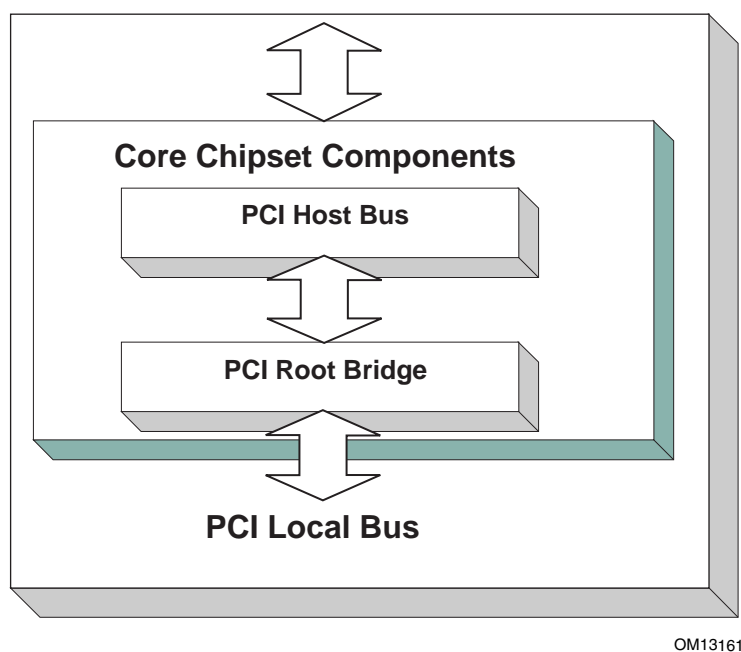 Core Chipset Components
PCI Host Bus
PCI Root Bridge
PCI Local Bus
OM13161